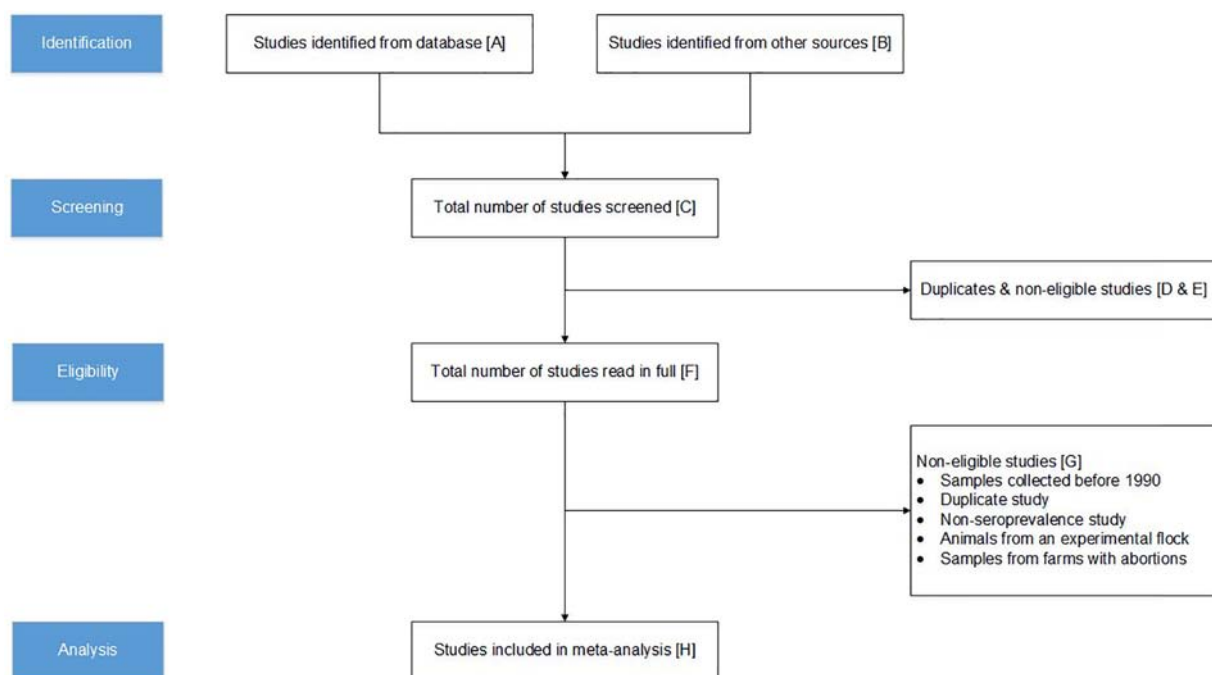 Identification
Studies identified from database [A]
Studies identified from other sources [B]
Screening
Total number of studies screened [C]
Duplicates & non-eligible studies [D & E]
Eligibility
Total number of studies read in full [F]
Non-eligible studies [G]
• Samples collected before 1990
• Duplicate study
• Non-seroprevalence study
• Animals from an experimental flock
• Samples from farms with abortions
Analysis
Studies included in meta-analysis [H]